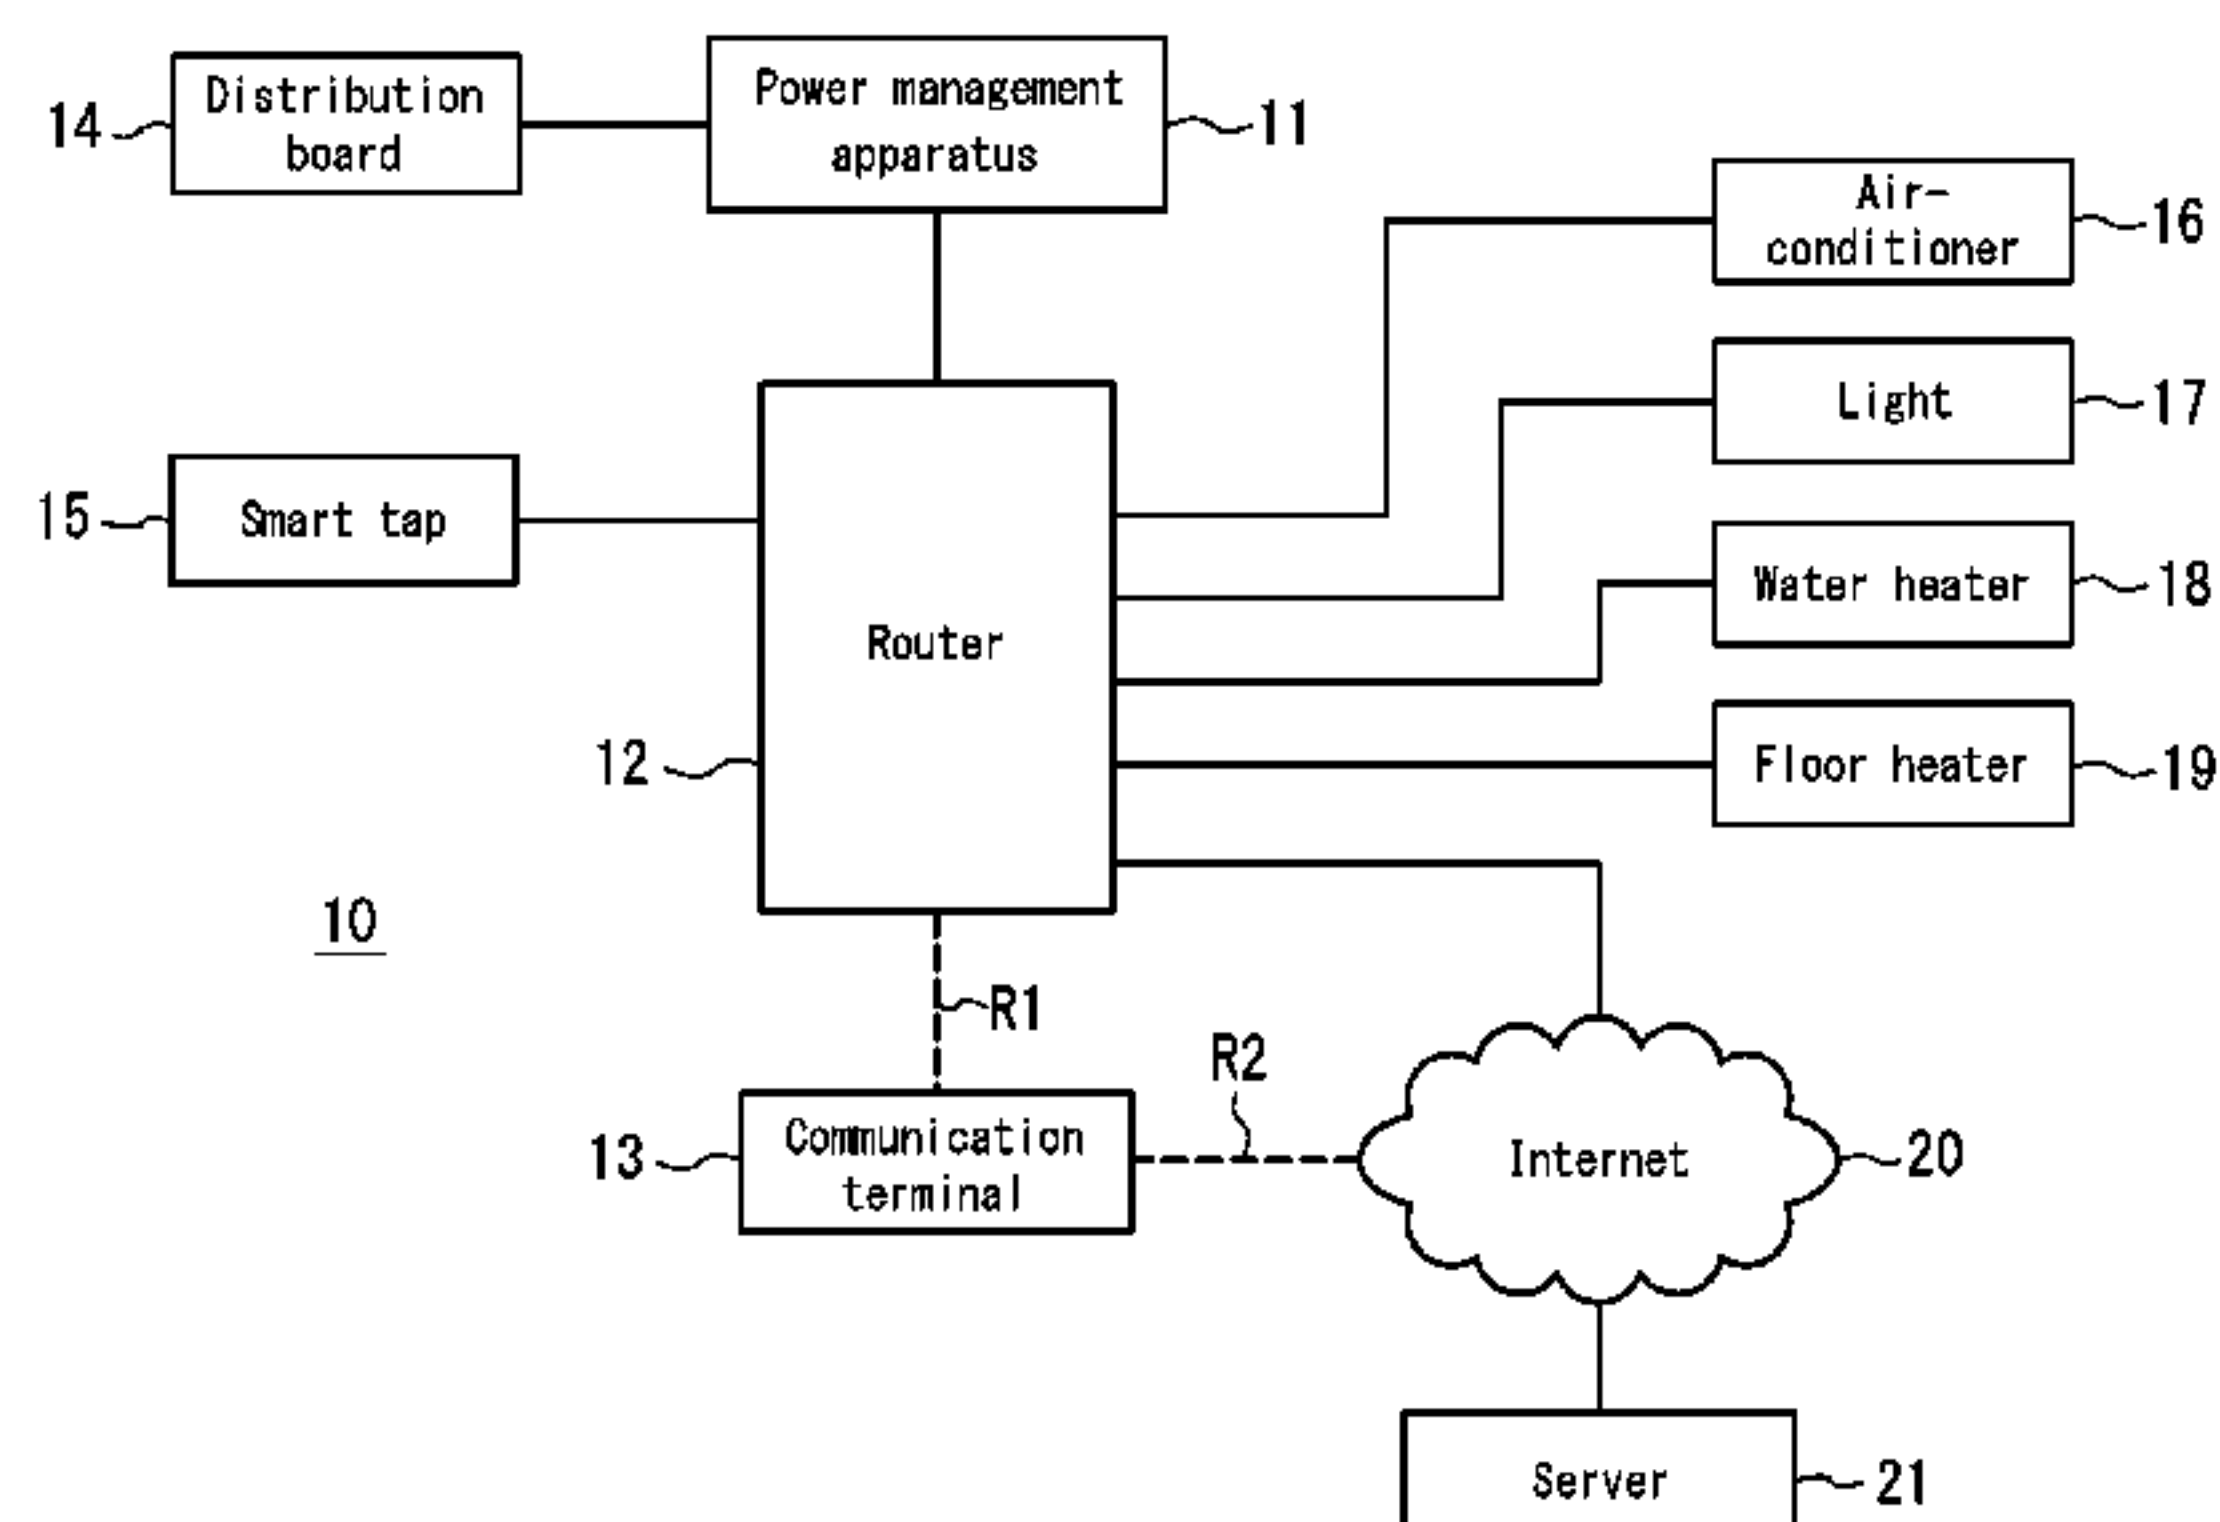 14
Distribution
board
Power management
apparatus
11
Air-
conditioner
16
Light
17
15
Smart tap
Water heater
18
Router
12
Floor heater
19
10
R1
R2
13
Communication
terminal
Internet
20
Server
21